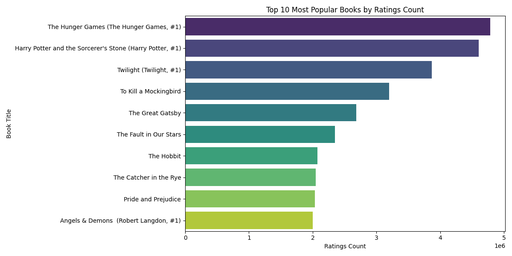 Top 10 Most Popular Books by Ratings Count
The Hunger Games (The Hunger Games, #1)
Harry Potter and the Sorcerer's Stone (Harry Potter, #1)
Twilight (Twilight, #1)
To Kill a Mockingbird
The Great Gatsby
The Fault in Our Stars
The Hobbit
The Catcher in the Rye
Pride and Prejudice
Angels & Demons  (Robert Langdon, #1)
Book Title
0 1 2 3 4 5
1e6
Ratings Count